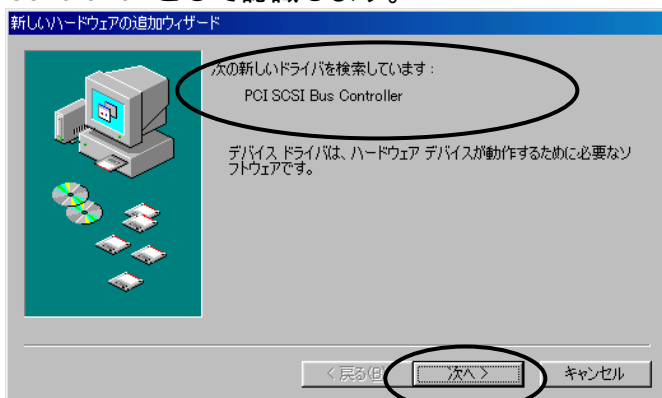 新しいハードウェアの追加ウィザード
次の新しいドライバを検索しています：
PCI SCSI Bus Controller
デバイス ドライバは、ハードウェア デバイスが動作するために必要なソ
フトウェアです。
< 戻る(B)
次へ >
キャンセル